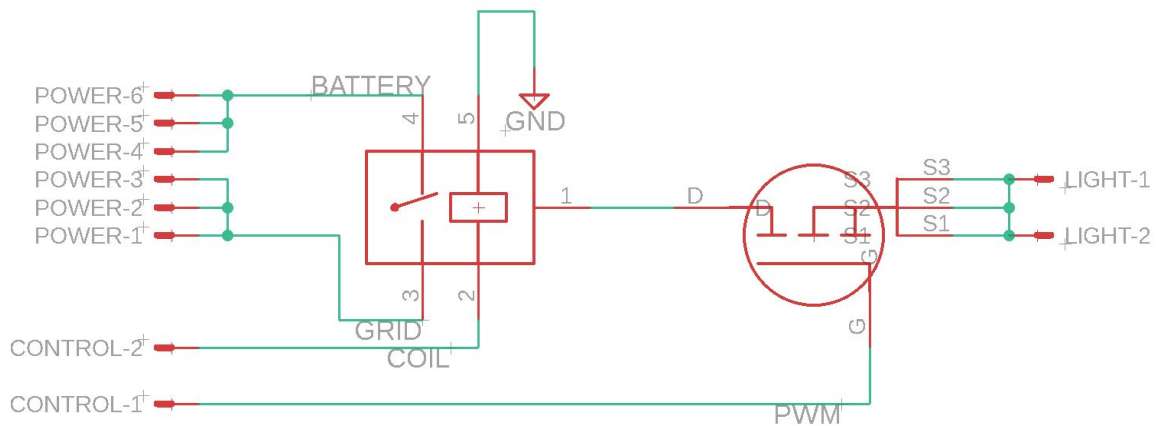 POWER-6
POWER-5
POWER-4
POWER-3
POWER-2
POWER-1
CONTROL-2
CONTROL-1
BATTERY
4
5
GND
1
3
2
GRID
COIL
D
D
S3
S2
S1
G
G
S3
S2
S1
LIGHT-1
LIGHT-2
PWM